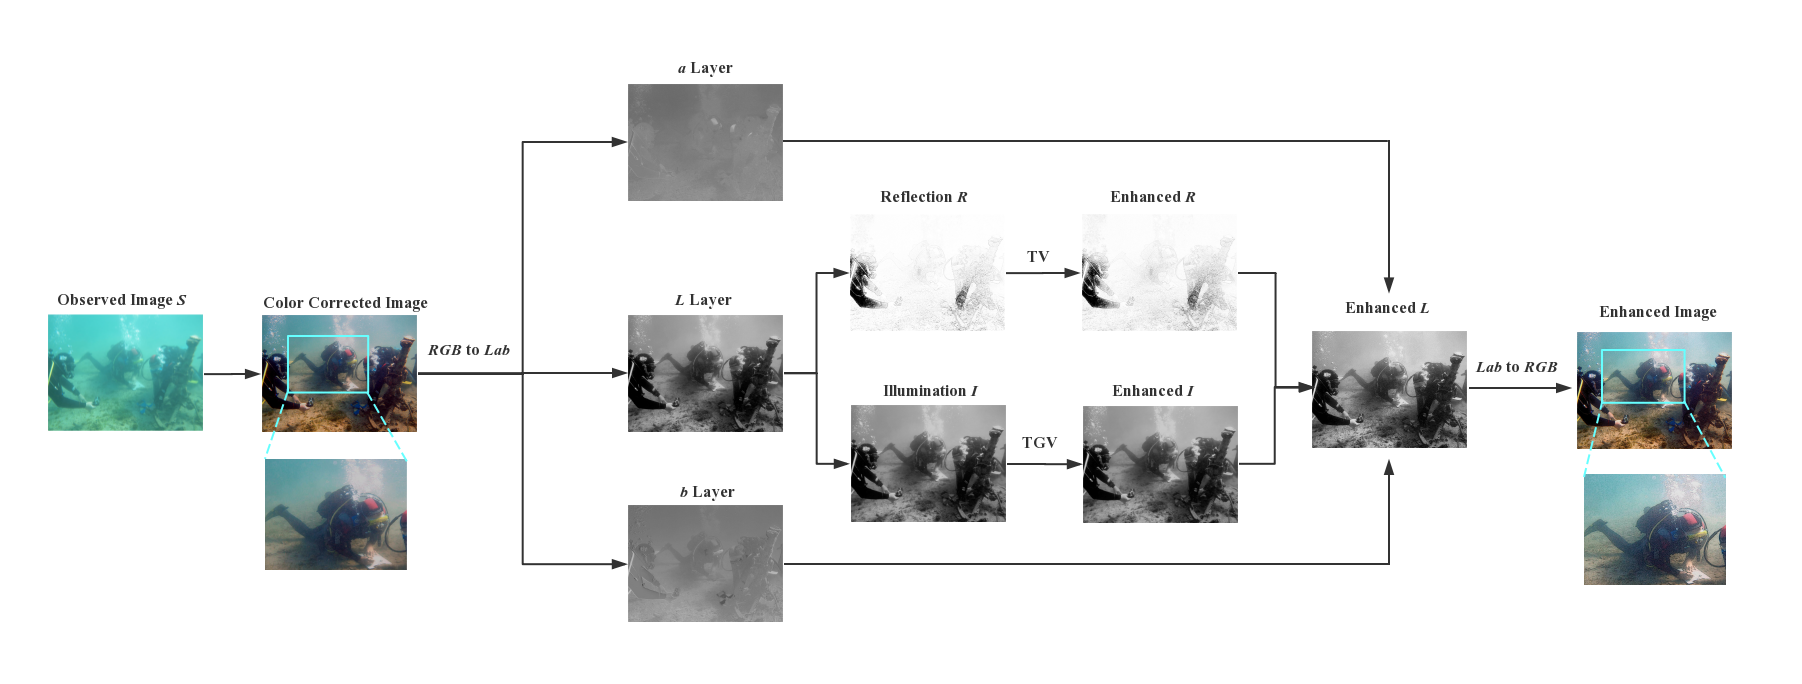 Observed Image S
Color Corrected Image
RGB to Lab
a Layer
L Layer
b Layer
Reflection R
TV
Enhanced R
Illumination I
TGV
Enhanced I
Enhanced L
Lab to RGB
Enhanced Image